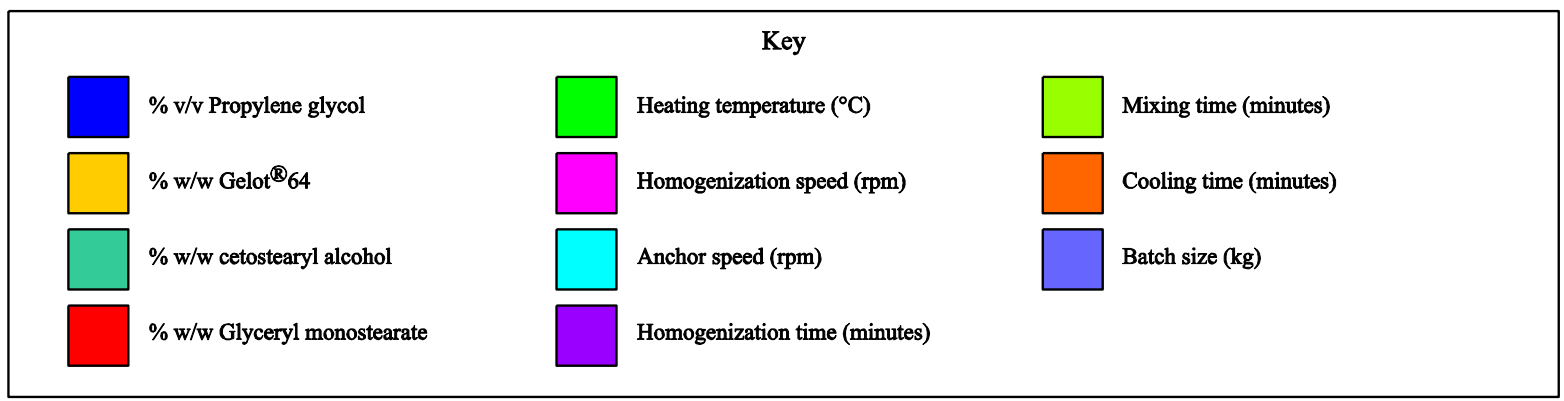 Key
% v/v Propylene glycol
% w/w Gelot®64
% w/w cetostearyl alcohol
% w/w Glyceryl monostearate
Heating temperature (°C)
Homogenization speed (rpm)
Anchor speed (rpm)
Homogenization time (minutes)
Mixing time (minutes)
Cooling time (minutes)
Batch size (kg)